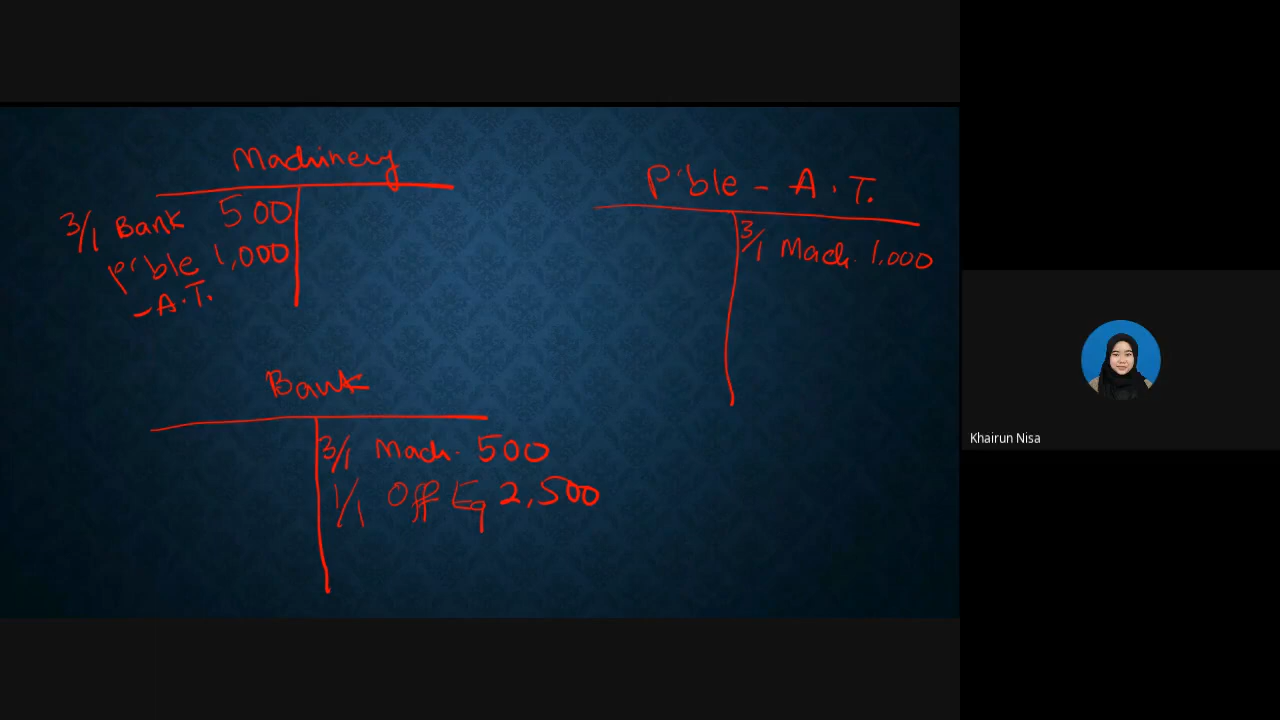 Machinery
3/1 Bank 500
P'ble 1,000
- A.T.
P'ble - A.T.
3/1 Mach. 1,000
Bank
3/1 Mach. 500
1/1 Off Eq 2,500
Khairun Nisa